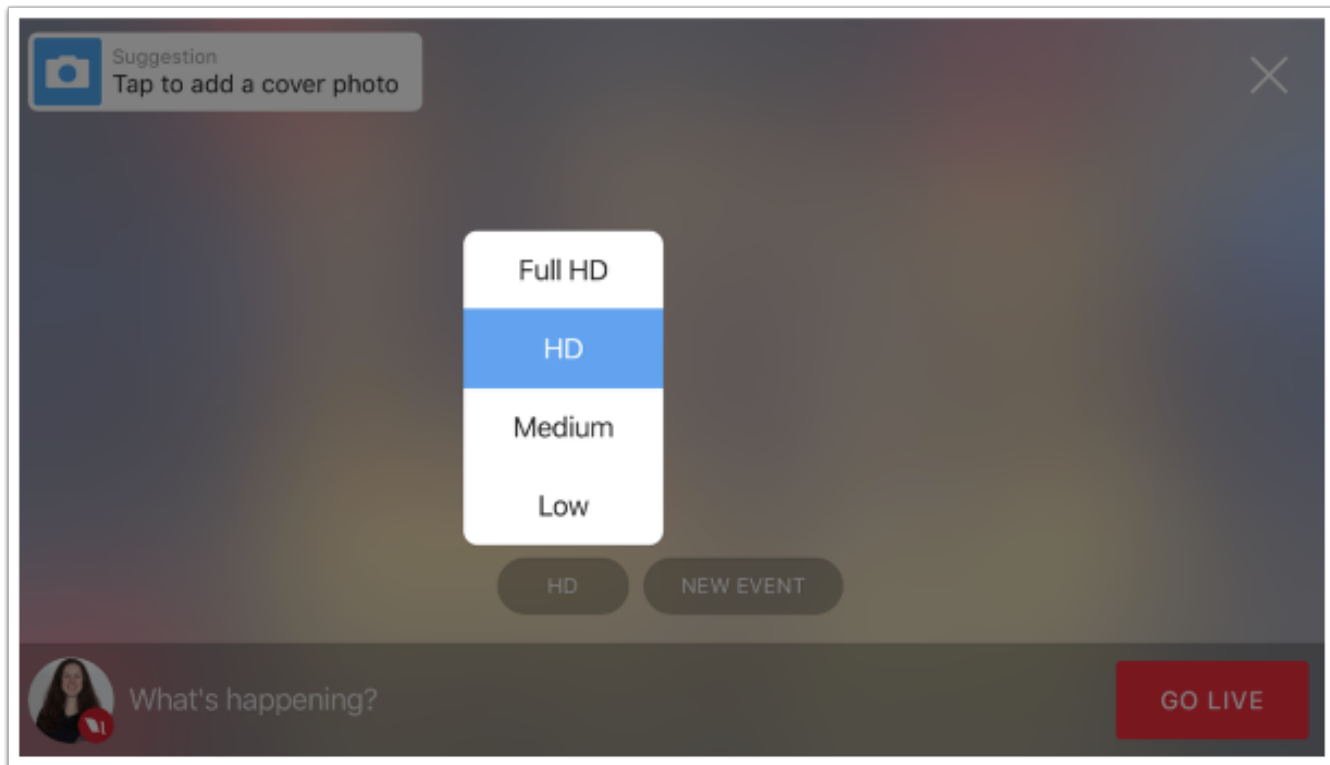 Suggestion
Tap to add a cover photo
Full HD
HD
Medium
Low
HD
NEW EVENT
What's happening?
GO LIVE